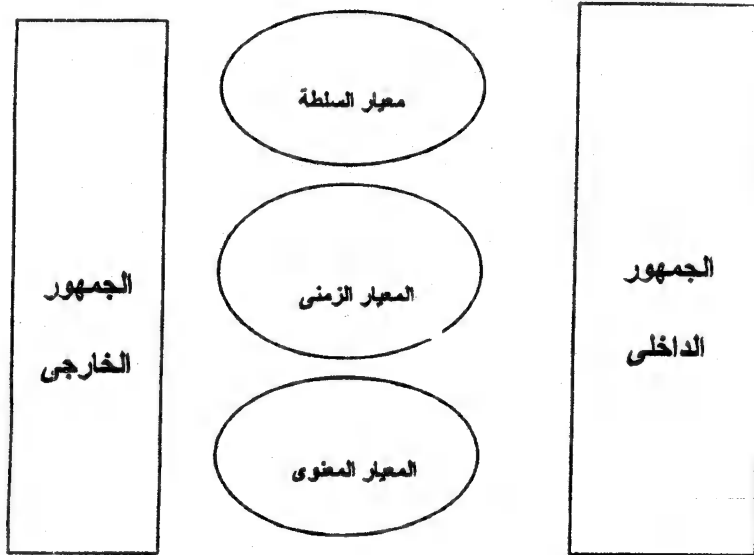 معيار السلطة
الجمهور
الداخلى
المعيار الزمنى
الجمهور
الخارجى
المعيار المعنوى